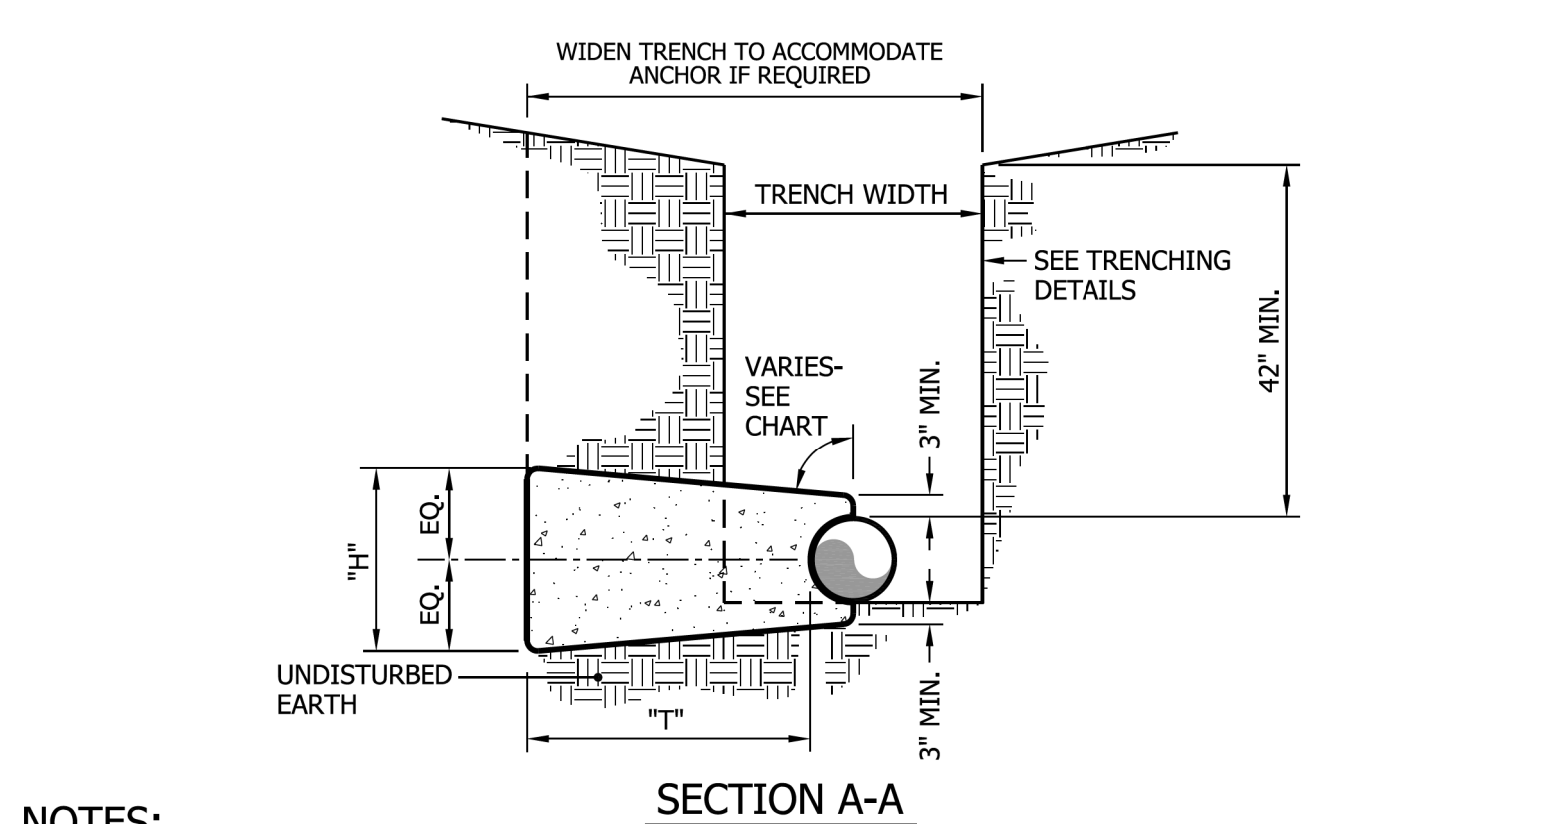 WIDEN TRENCH TO ACCOMMODATE
ANCHOR IF REQUIRED
TRENCH WIDTH
SEE TRENCHING
DETAILS
42" MIN.
VARIES-
SEE
CHART
3" MIN.
"H"
EQ.
EQ.
UNDISTURBED
EARTH
"T"
3" MIN.
SECTION A-A
NOTES: